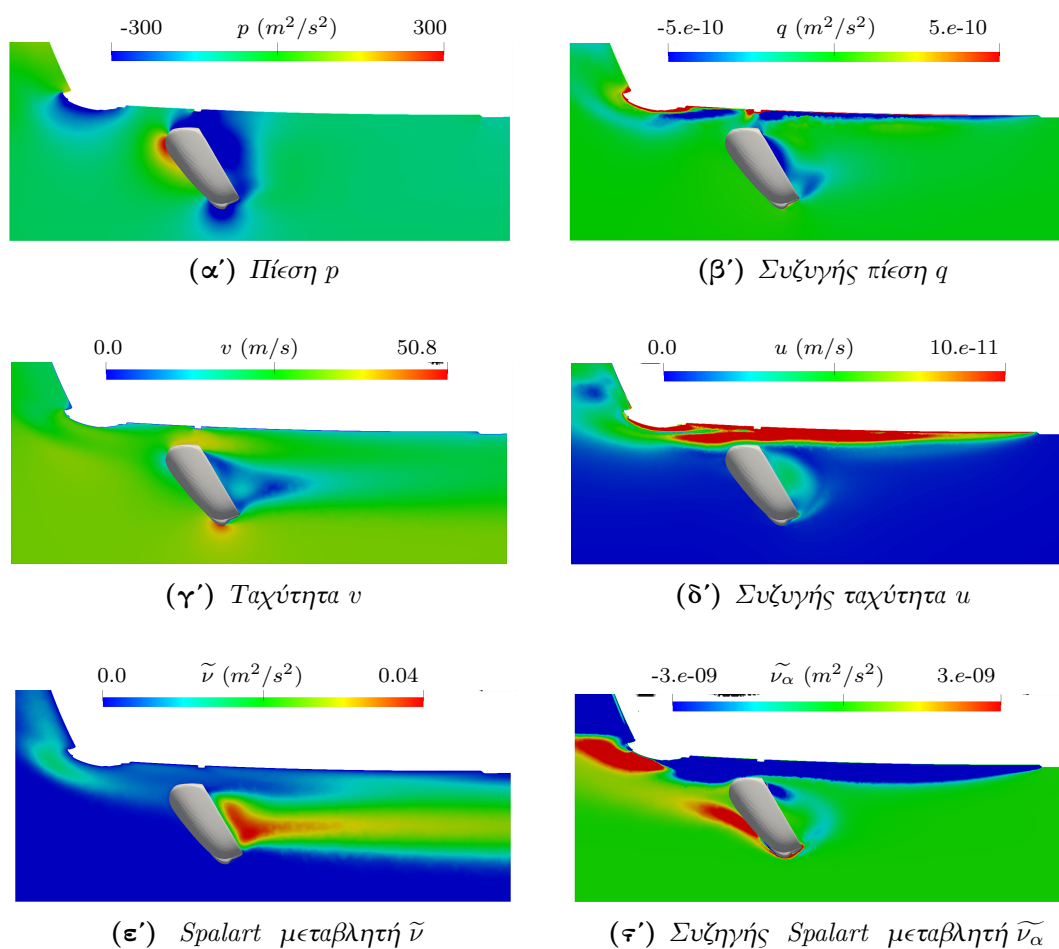 -300 p (m²/s²) 300
-5.e-10 q (m²/s²) 5.e-10
(α') Πίεση p
(β') Συζυγής πίεση q
0.0 v (m/s) 50.8
0.0 u (m/s) 10.e-11
(γ') Ταχύτητα v
(δ') Συζυγής ταχύτητα u
0.0 ν̃ (m²/s²) 0.04
-3.e-09 ν̃α (m²/s²) 3.e-09
(ε') Spalart μεταβλητή ν̃
(ϛ') Συζηγής Spalart μεταβλητή ν̃α